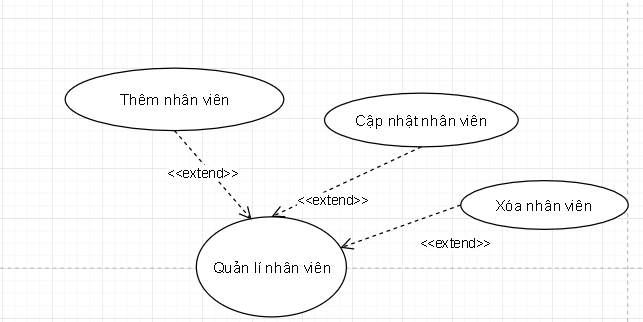 Thêm nhân viên
Cập nhật nhân viên
<<extend>>
<<extend>>
Xóa nhân viên
<<extend>>
Quản lí nhân viên